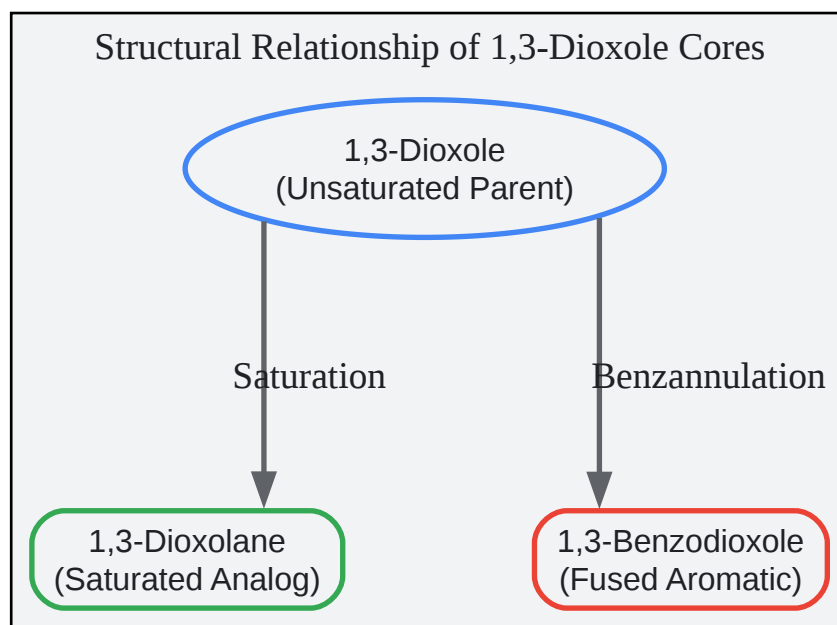 Structural Relationship of 1,3-Dioxole Cores
1,3-Dioxole
(Unsaturated Parent)
Saturation
Benzannulation
1,3-Dioxolane
(Saturated Analog)
1,3-Benzodioxole
(Fused Aromatic)